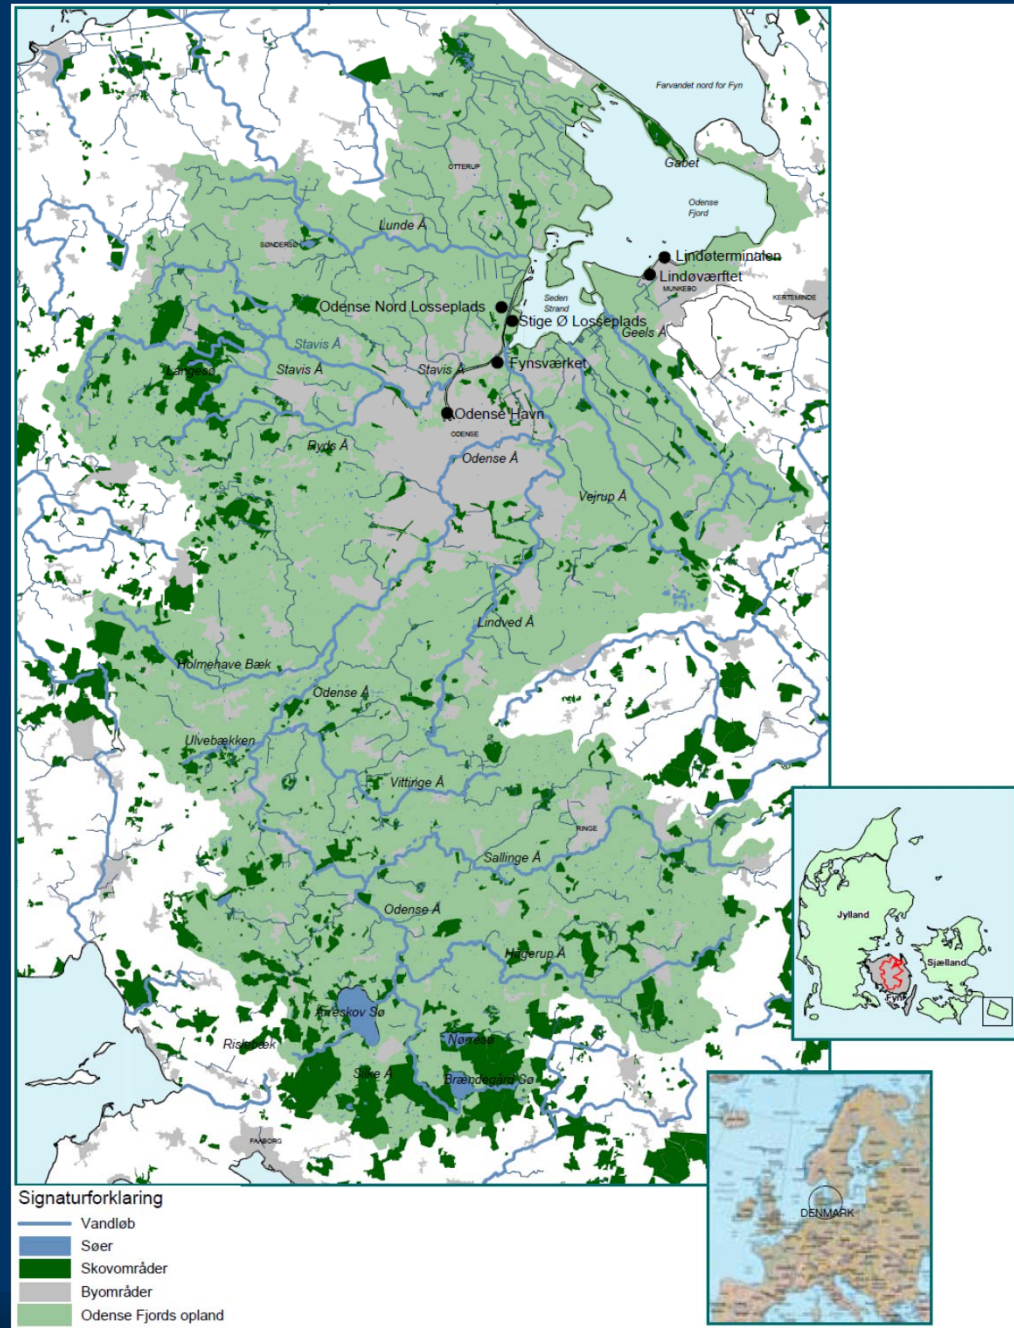 Farvandet nord for Fyn
Gabet
OTTERUP
Odense
Fjord
Lunde Å
SØNDERSØ
Lindøterminalen
Lindøværftet
MUNKEBO
KERTEMINDE
Seden
Strand
Odense Nord Losseplads
Stige Ø Losseplads
Geels Å
Stavis Å
Stavis Å
Stavis Å
Langesø
Fynsværket
Odense Havn
ODENSE
Ryds Å
Odense Å
Vejrup Å
Lindved Å
Holmehave Bæk
Odense Å
Ulvebækken
Vittinge Å
RINGE
Sallinge Å
Odense Å
Hågerup Å
Arreskov Sø
Nørresø
Silke Å
Brændegård Sø
FAABORG
Jylland
Sjælland
Fyn
DENMARK
Signaturforklaring
Vandløb
Søer
Skovområder
Byområder
Odense Fjords opland